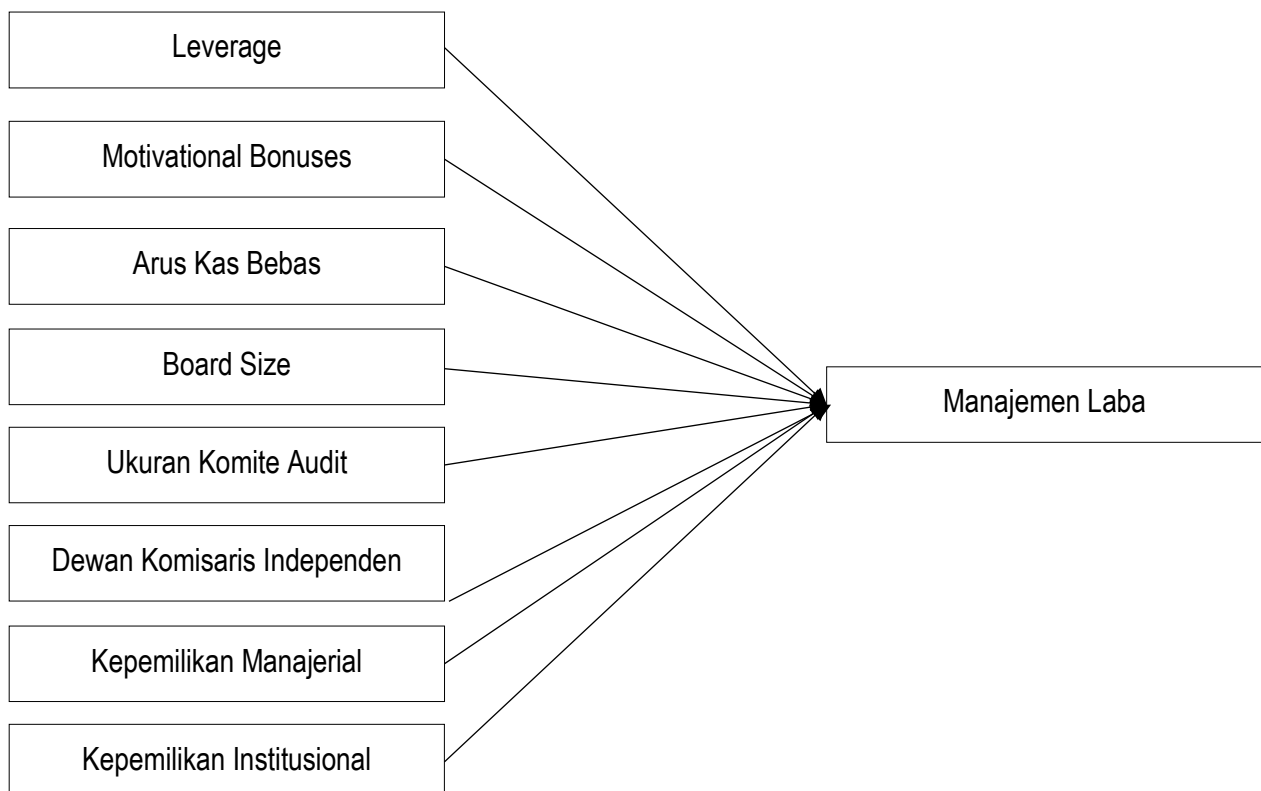 Leverage
Motivational Bonuses
Arus Kas Bebas
Board Size
Manajemen Laba
Ukuran Komite Audit
Dewan Komisaris Independen
Kepemilikan Manajerial
Kepemilikan Institusional